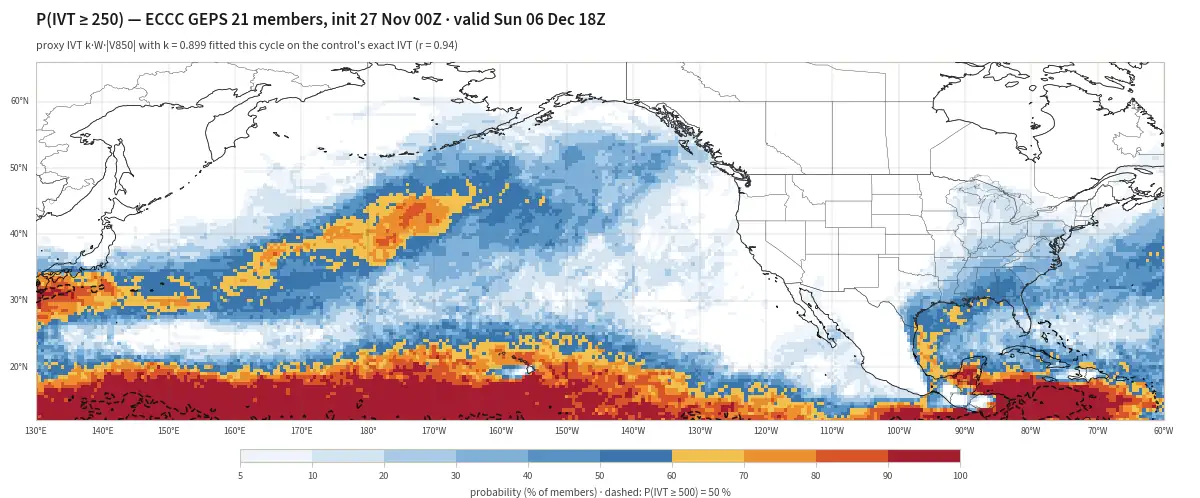 P(IVT ≥ 250) — ECCC GEPS 21 members, init 27 Nov 00Z · valid Sun 06 Dec 18Z
proxy IVT k·W·|V850| with k = 0.899 fitted this cycle on the control's exact IVT (r = 0.94)
60°N
50°N
40°N
30°N
20°N
130°E 140°E 150°E 160°E 170°E 180° 170°W 160°W 150°W 140°W 130°W 120°W 110°W 100°W 90°W 80°W 70°W 60°W
5 10 20 30 40 50 60 70 80 90 100
probability (% of members) · dashed: P(IVT ≥ 500) = 50 %